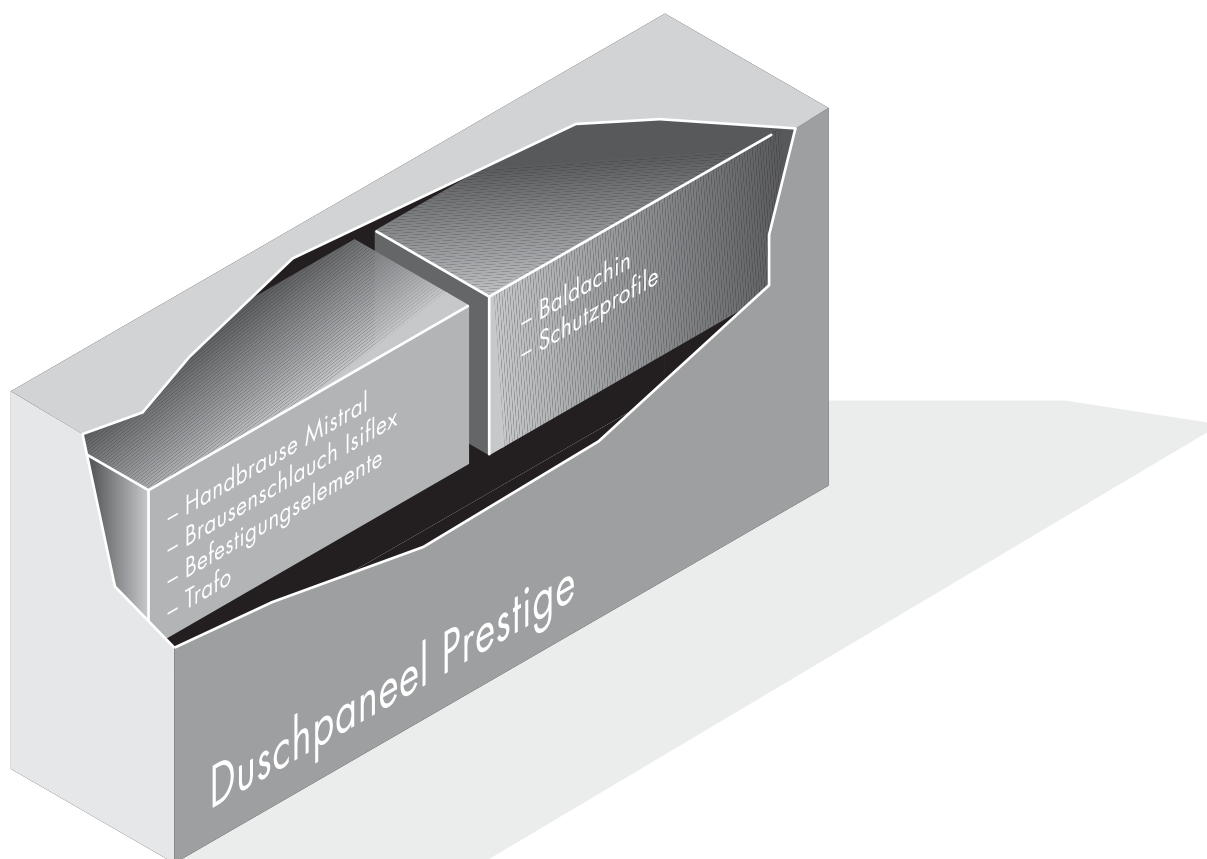 – Baldachin
– Schutzprofile
– Handbrause Mistral
– Brausenschlauch Isiflex
– Befestigungselemente
– Trafo
Duschpaneel Prestige